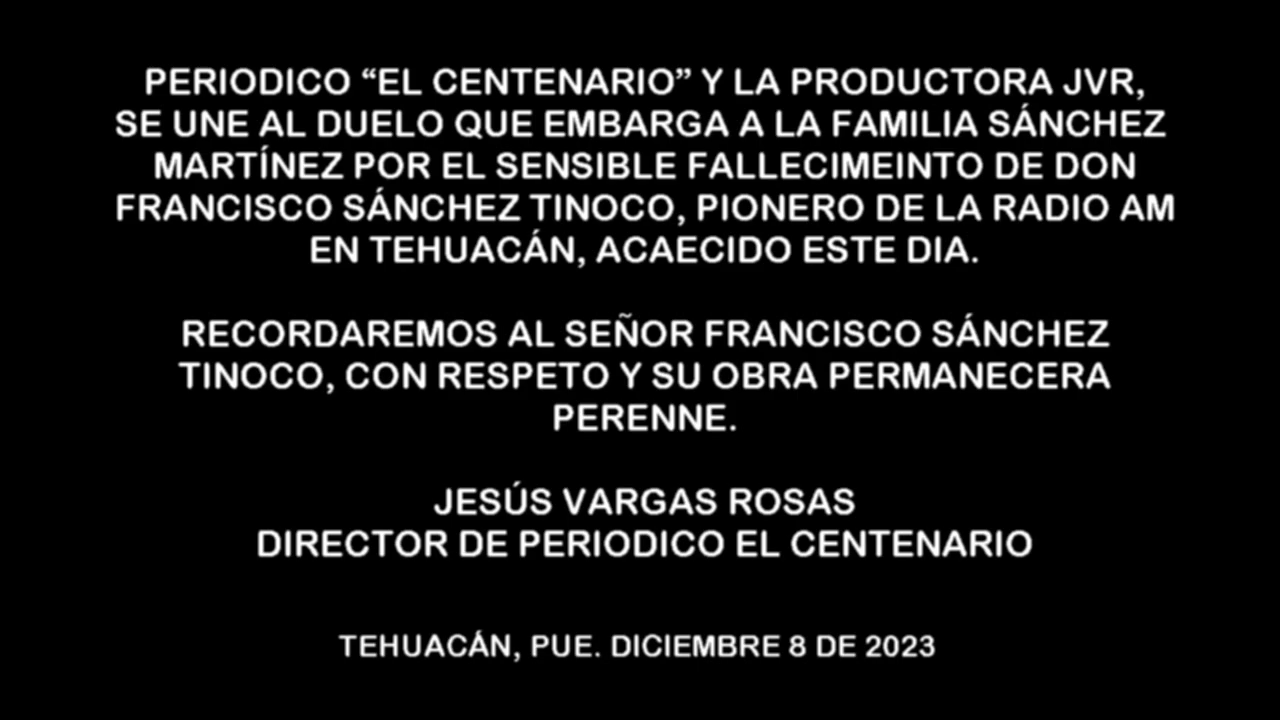 PERIODICO “EL CENTENARIO” Y LA PRODUCTORA JVR,
SE UNE AL DUELO QUE EMBARGA A LA FAMILIA SÁNCHEZ
MARTÍNEZ POR EL SENSIBLE FALLECIMEINTO DE DON
FRANCISCO SÁNCHEZ TINOCO, PIONERO DE LA RADIO AM
EN TEHUACÁN, ACAECIDO ESTE DIA.
RECORDAREMOS AL SEÑOR FRANCISCO SÁNCHEZ
TINOCO, CON RESPETO Y SU OBRA PERMANECERA
PERENNE.
JESÚS VARGAS ROSAS
DIRECTOR DE PERIODICO EL CENTENARIO
TEHUACÁN, PUE. DICIEMBRE 8 DE 2023